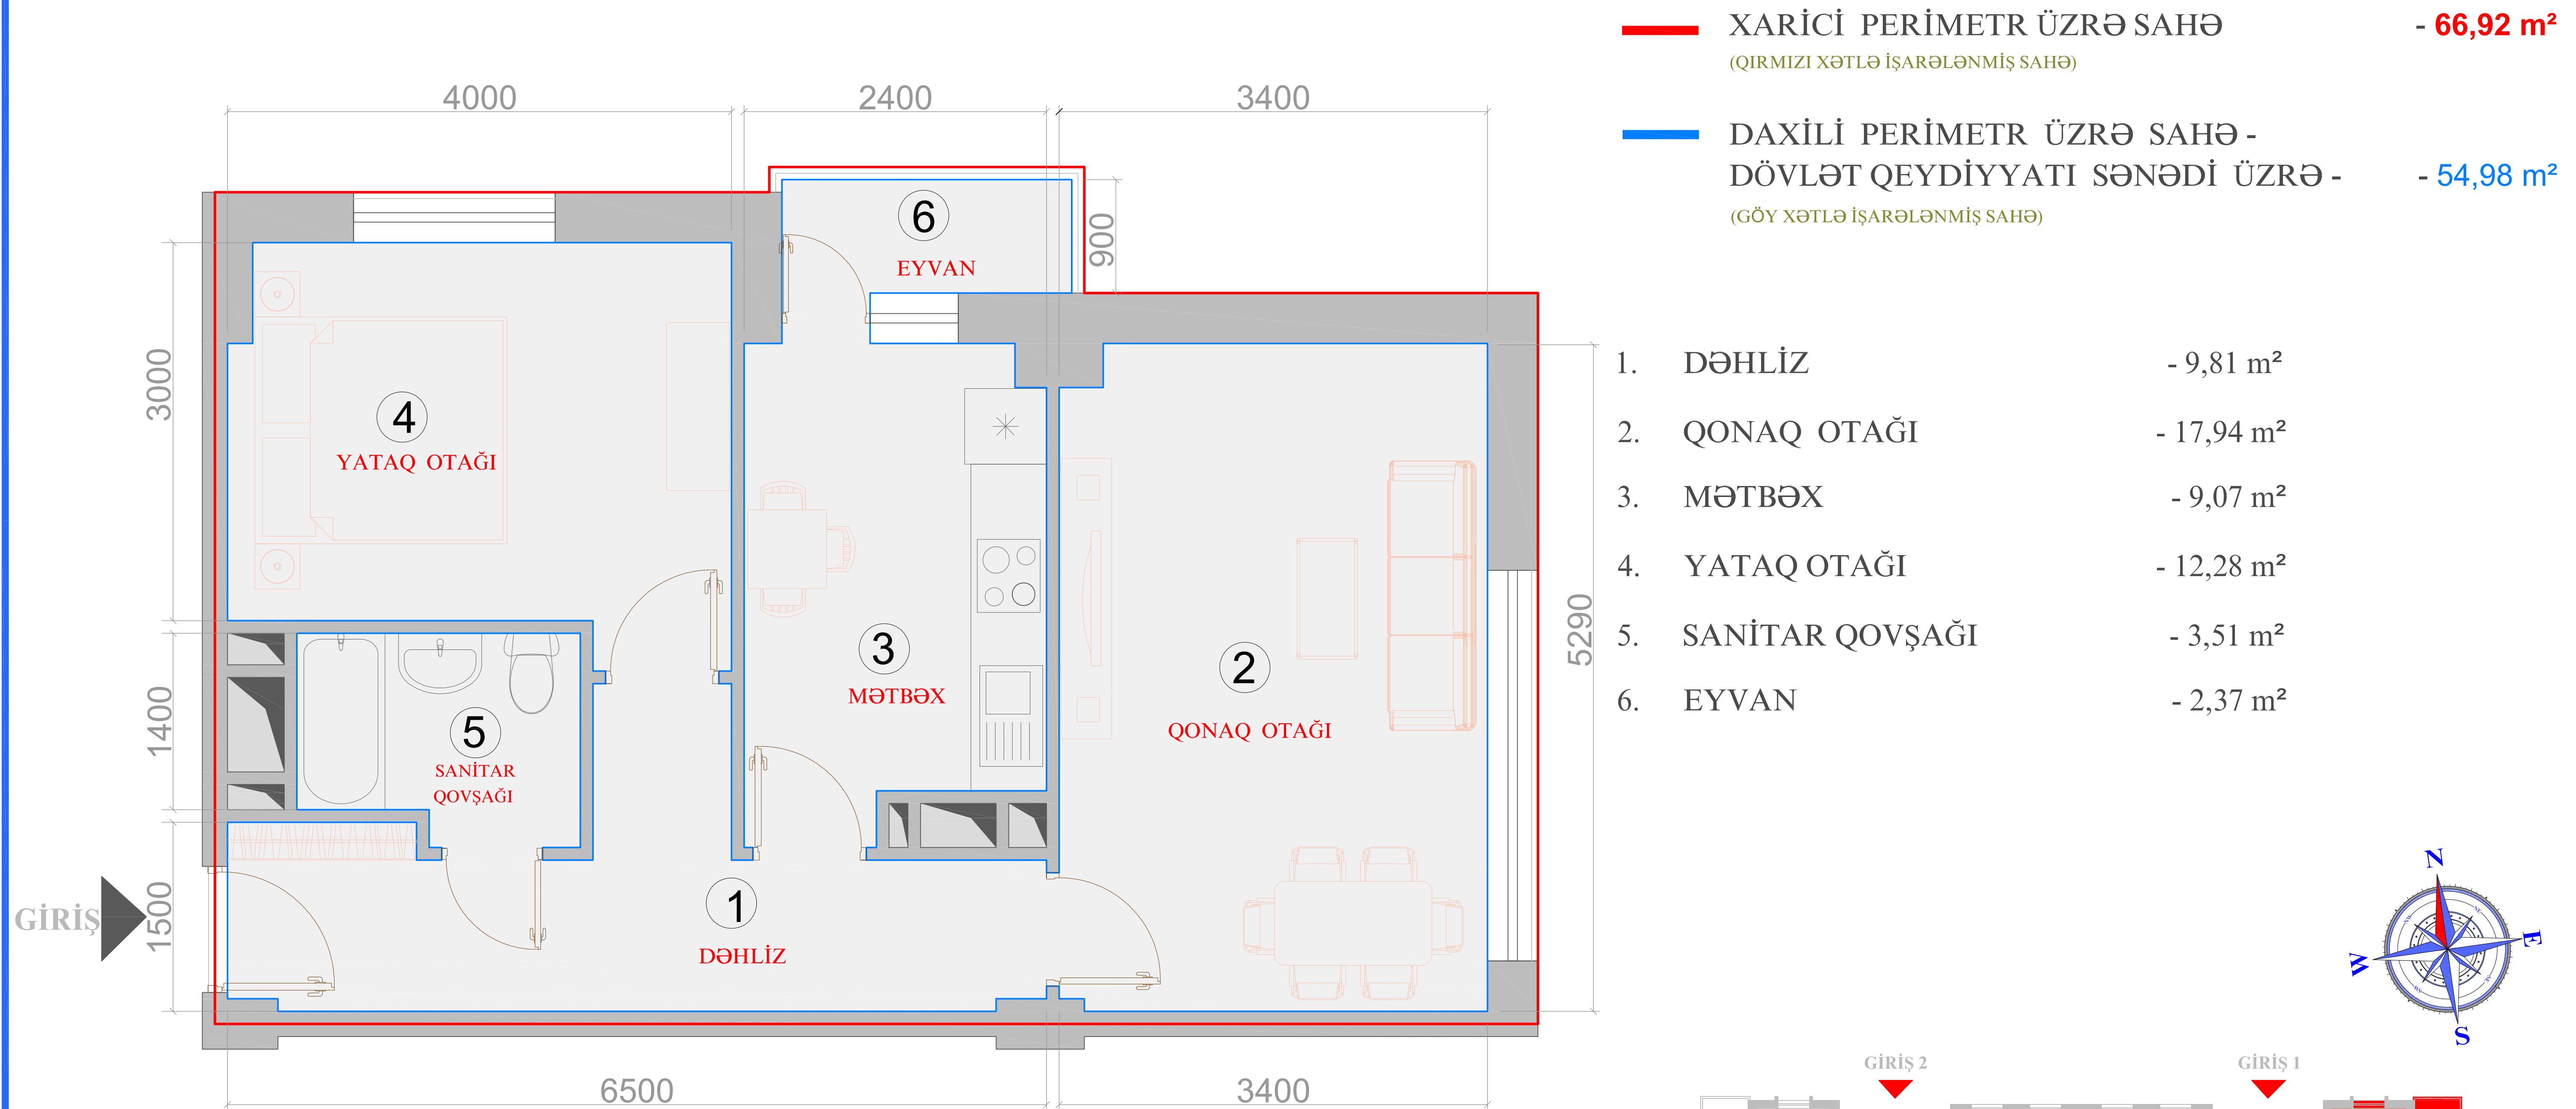 XARİCİ PERİMETR ÜZRƏ SAHƏ - 66,92 m²
(QIRMIZI XƏTLƏ İŞARƏLƏNMİŞ SAHƏ)
DAXİLİ PERİMETR ÜZRƏ SAHƏ -
DÖVLƏT QEYDİYYATI SƏNƏDİ ÜZRƏ - - 54,98 m²
(GÖY XƏTLƏ İŞARƏLƏNMİŞ SAHƏ)
4000
2400
3400
6
EYVAN
900
3000
4
YATAQ OTAĞI
3
MƏTBƏX
2
QONAQ OTAĞI
5290
1400
5
SANİTAR
QOVŞAĞI
GİRİŞ
1500
1
DƏHLİZ
6500
3400
1. DƏHLİZ - 9,81 m²
2. QONAQ OTAĞI - 17,94 m²
3. MƏTBƏX - 9,07 m²
4. YATAQ OTAĞI - 12,28 m²
5. SANİTAR QOVŞAĞI - 3,51 m²
6. EYVAN - 2,37 m²
N
E
W
S
GİRİŞ 2
GİRİŞ 1